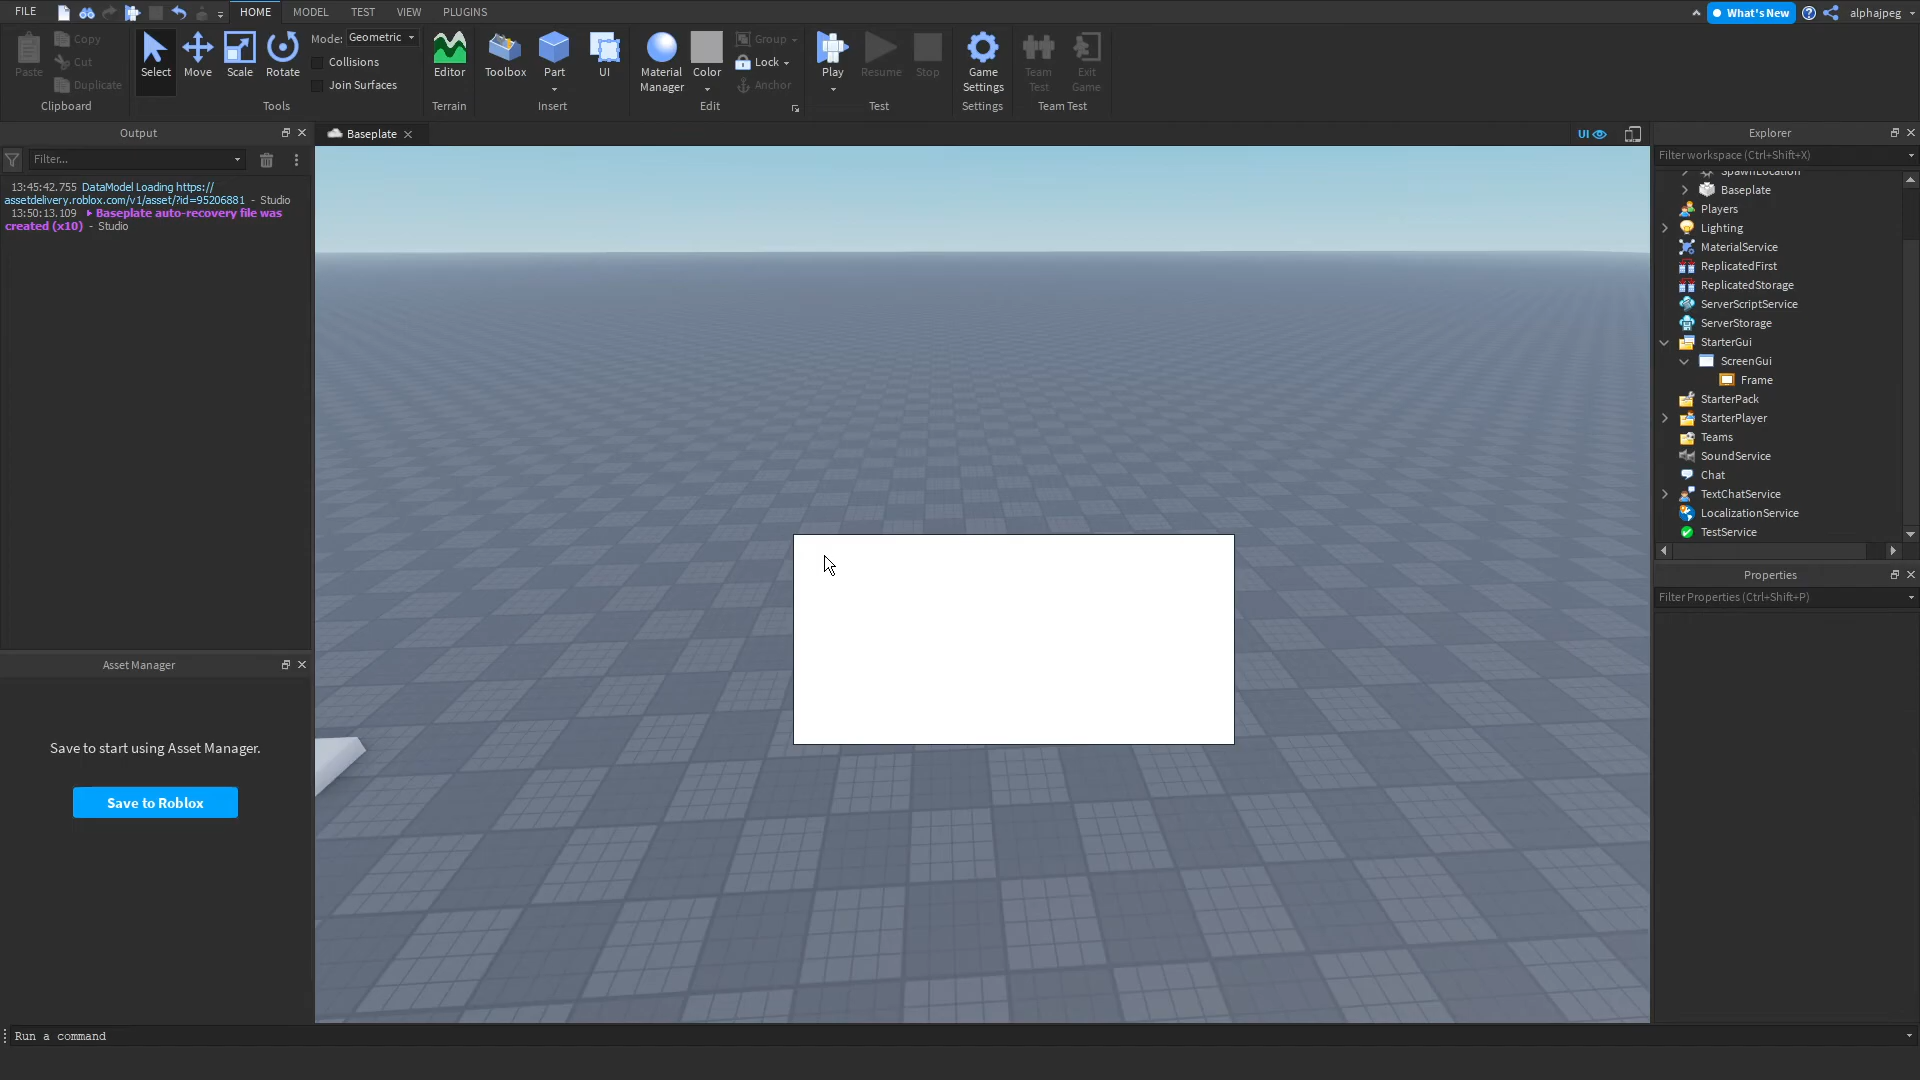 FILE
HOME
MODEL
TEST
VIEW
PLUGINS
What's New
alphajpeg
Paste
Copy
Cut
Duplicate
Clipboard
Select
Move
Scale
Rotate
Mode: Geometric
Collisions
Join Surfaces
Tools
Editor
Terrain
Toolbox
Part
UI
Insert
Material
Manager
Color
Group
Lock
Anchor
Edit
Play
Resume
Stop
Test
Game
Settings
Settings
Team
Test
Exit
Game
Team Test
Output
Filter...
13:45:42.755 DataModel Loading https://
assetdelivery.roblox.com/v1/asset/?id=95206881 - Studio
13:50:13.109 Baseplate auto-recovery file was
created (x10) - Studio
Asset Manager
Save to start using Asset Manager.
Save to Roblox
Baseplate
UI
Explorer
Filter workspace (Ctrl+Shift+X)
SpawnLocation
Baseplate
Players
Lighting
MaterialService
ReplicatedFirst
ReplicatedStorage
ServerScriptService
ServerStorage
StarterGui
ScreenGui
Frame
StarterPack
StarterPlayer
Teams
SoundService
Chat
TextChatService
LocalizationService
TestService
Properties
Filter Properties (Ctrl+Shift+P)
Run a command